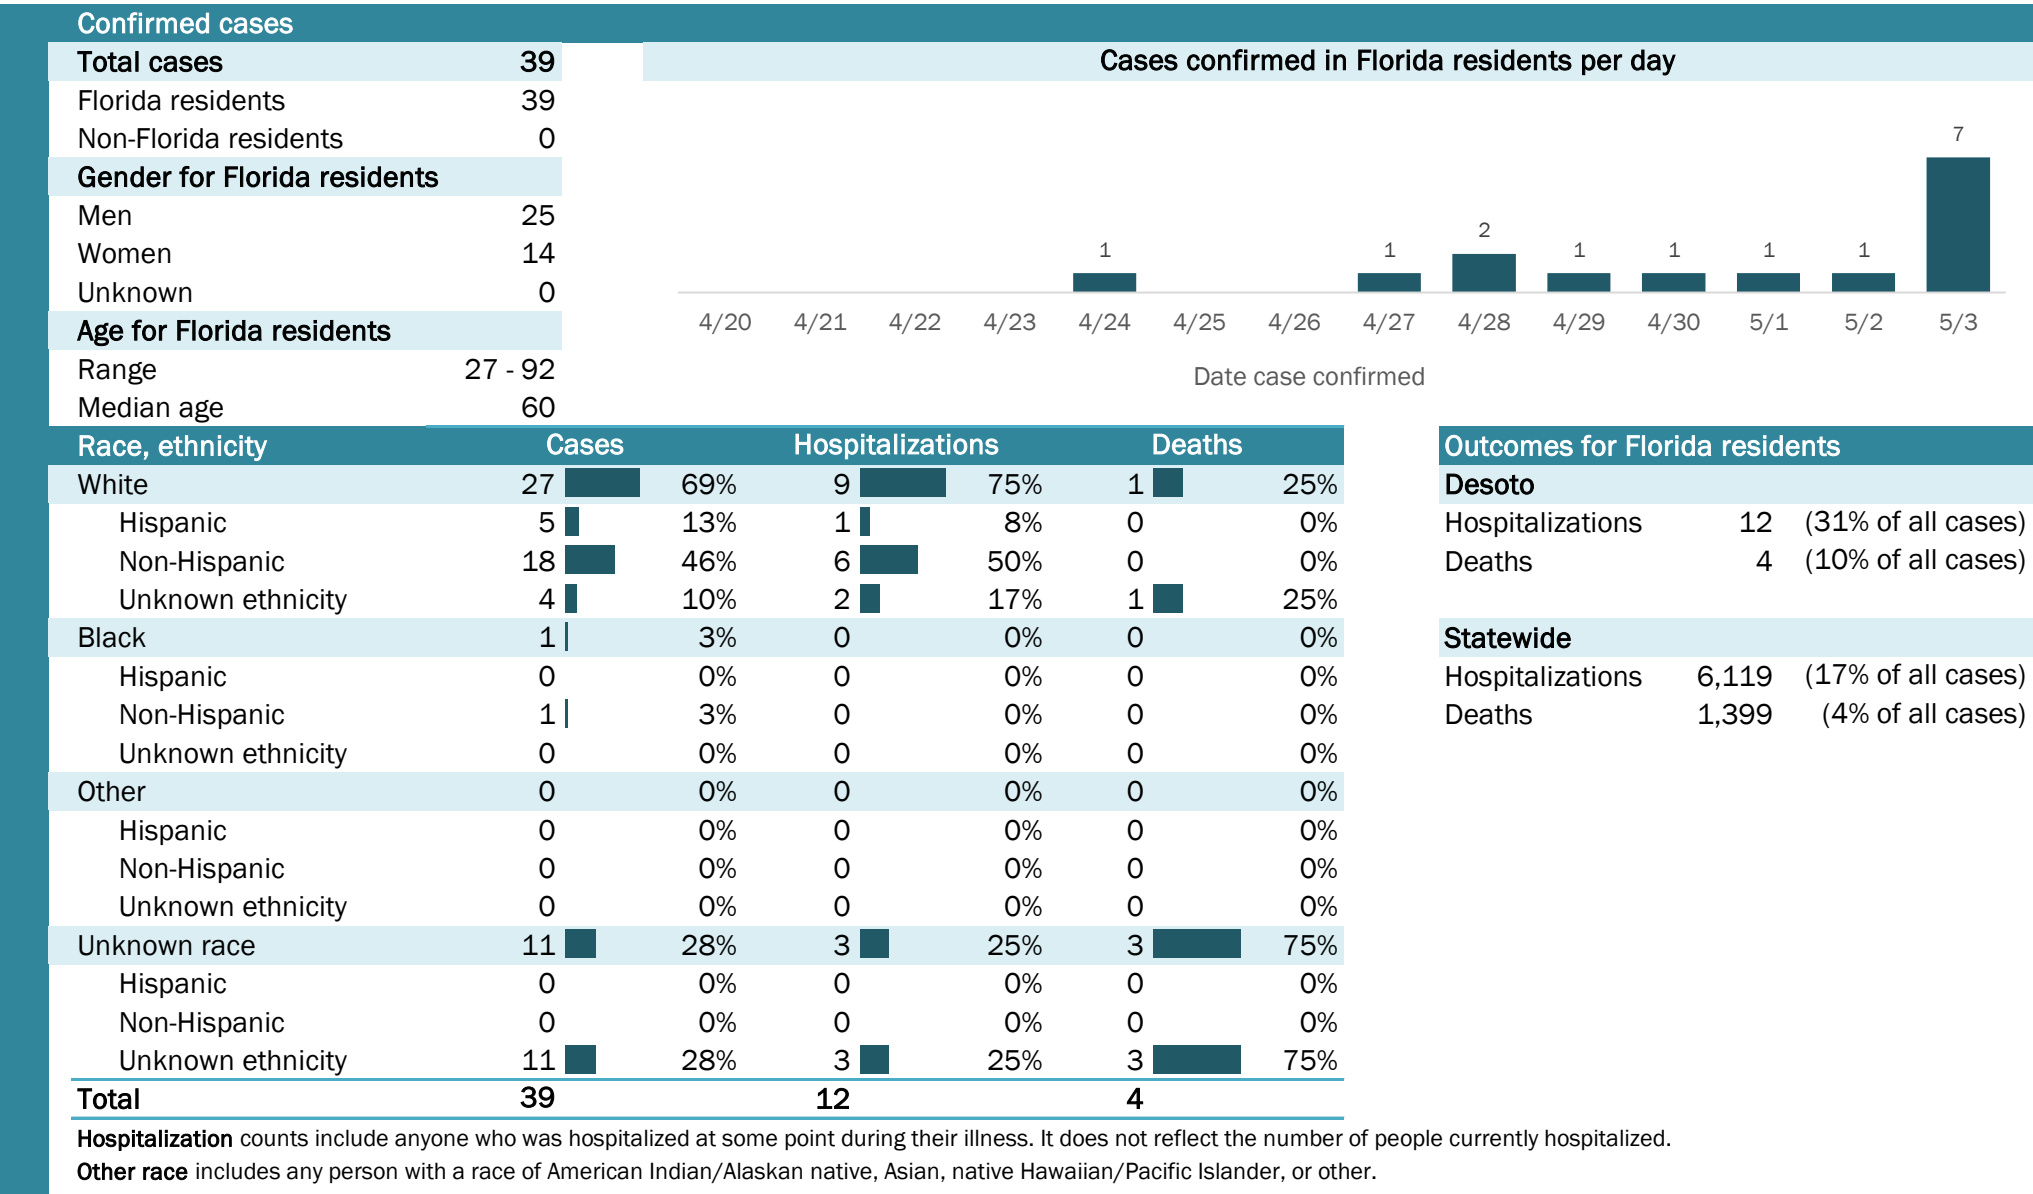 Confirmed cases
Total cases 39
Florida residents 39
Non-Florida residents 0
Gender for Florida residents
Men 25
Women 14
Unknown 0
Age for Florida residents
Range 27 - 92
Median age 60
Cases confirmed in Florida residents per day
1 1 2 1 1 1 1 7
4/20 4/21 4/22 4/23 4/24 4/25 4/26 4/27 4/28 4/29 4/30 5/1 5/2 5/3
Date case confirmed
Race, ethnicity Cases Hospitalizations Deaths
White 27 69% 9 75% 1 25%
Hispanic 5 13% 1 8% 0 0%
Non-Hispanic 18 46% 6 50% 0 0%
Unknown ethnicity 4 10% 2 17% 1 25%
Black 1 3% 0 0% 0 0%
Hispanic 0 0% 0 0% 0 0%
Non-Hispanic 1 3% 0 0% 0 0%
Unknown ethnicity 0 0% 0 0% 0 0%
Other 0 0% 0 0% 0 0%
Hispanic 0 0% 0 0% 0 0%
Non-Hispanic 0 0% 0 0% 0 0%
Unknown ethnicity 0 0% 0 0% 0 0%
Unknown race 11 28% 3 25% 3 75%
Hispanic 0 0% 0 0% 0 0%
Non-Hispanic 0 0% 0 0% 0 0%
Unknown ethnicity 11 28% 3 25% 3 75%
Total 39 12 4
Outcomes for Florida residents
Desoto
Hospitalizations 12 (31% of all cases)
Deaths 4 (10% of all cases)
Statewide
Hospitalizations 6,119 (17% of all cases)
Deaths 1,399 (4% of all cases)
Hospitalization counts include anyone who was hospitalized at some point during their illness. It does not reflect the number of people currently hospitalized.
Other race includes any person with a race of American Indian/Alaskan native, Asian, native Hawaiian/Pacific Islander, or other.